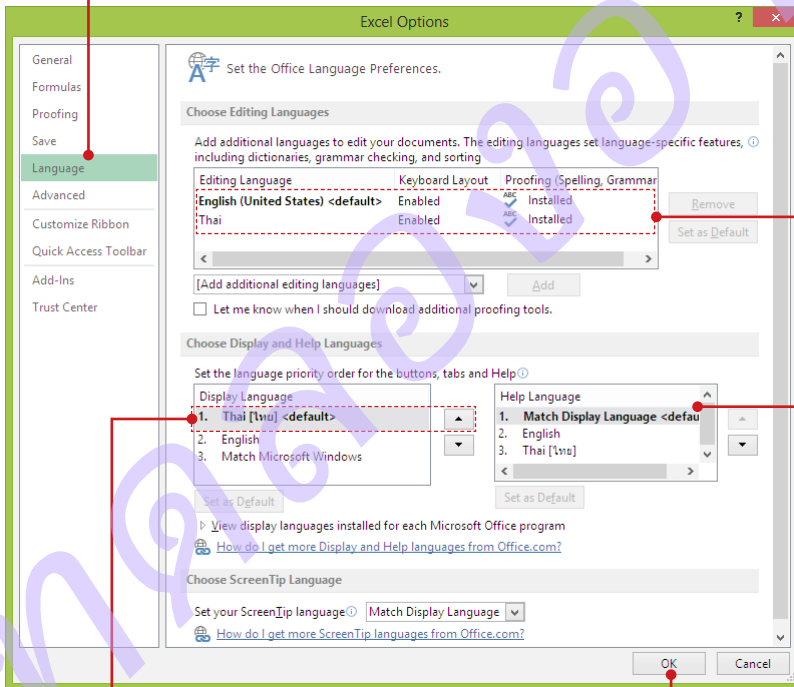 Excel Options
?
×
General
Formulas
Proofing
Save
Language
Advanced
Customize Ribbon
Quick Access Toolbar
Add-Ins
Trust Center
Set the Office Language Preferences.
Choose Editing Languages
Add additional languages to edit your documents. The editing languages set language-specific features,
including dictionaries, grammar checking, and sorting
Editing Language Keyboard Layout Proofing (Spelling, Grammar
English (United States) <default> Enabled Installed
Thai Enabled Installed
Remove
Set as Default
[Add additional editing languages] Add
Let me know when I should download additional proofing tools.
Choose Display and Help Languages
Set the language priority order for the buttons, tabs and Help
Display Language
1. Thai [ไทย] <default>
2. English
3. Match Microsoft Windows
Set as Default
Help Language
1. Match Display Language <defau
2. English
3. Thai [ไทย]
Set as Default
View display languages installed for each Microsoft Office program
How do I get more Display and Help languages from Office.com?
Choose ScreenTip Language
Set your ScreenTip language Match Display Language
How do I get more ScreenTip languages from Office.com?
OK Cancel